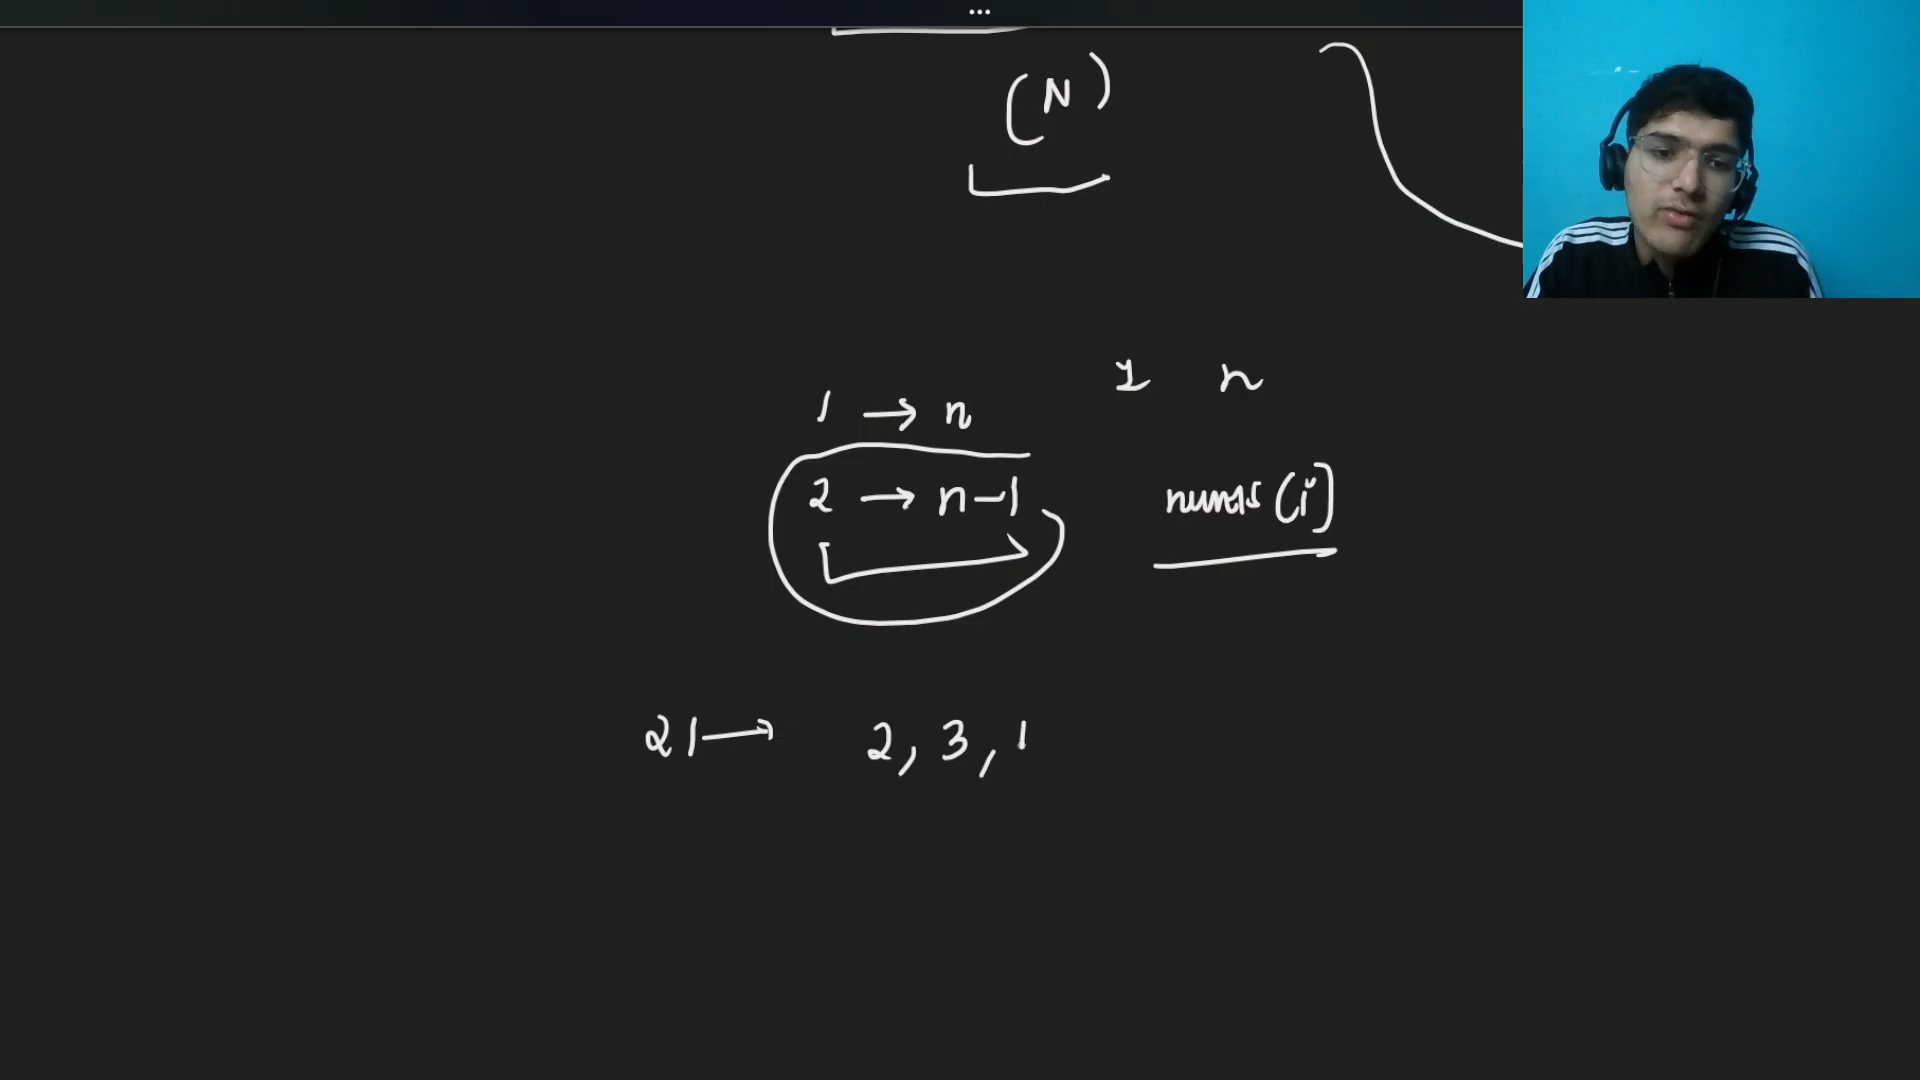 ...
(N)
1 n
1 → n
2 → n-1
nums(i]
21 → 2, 3, 1